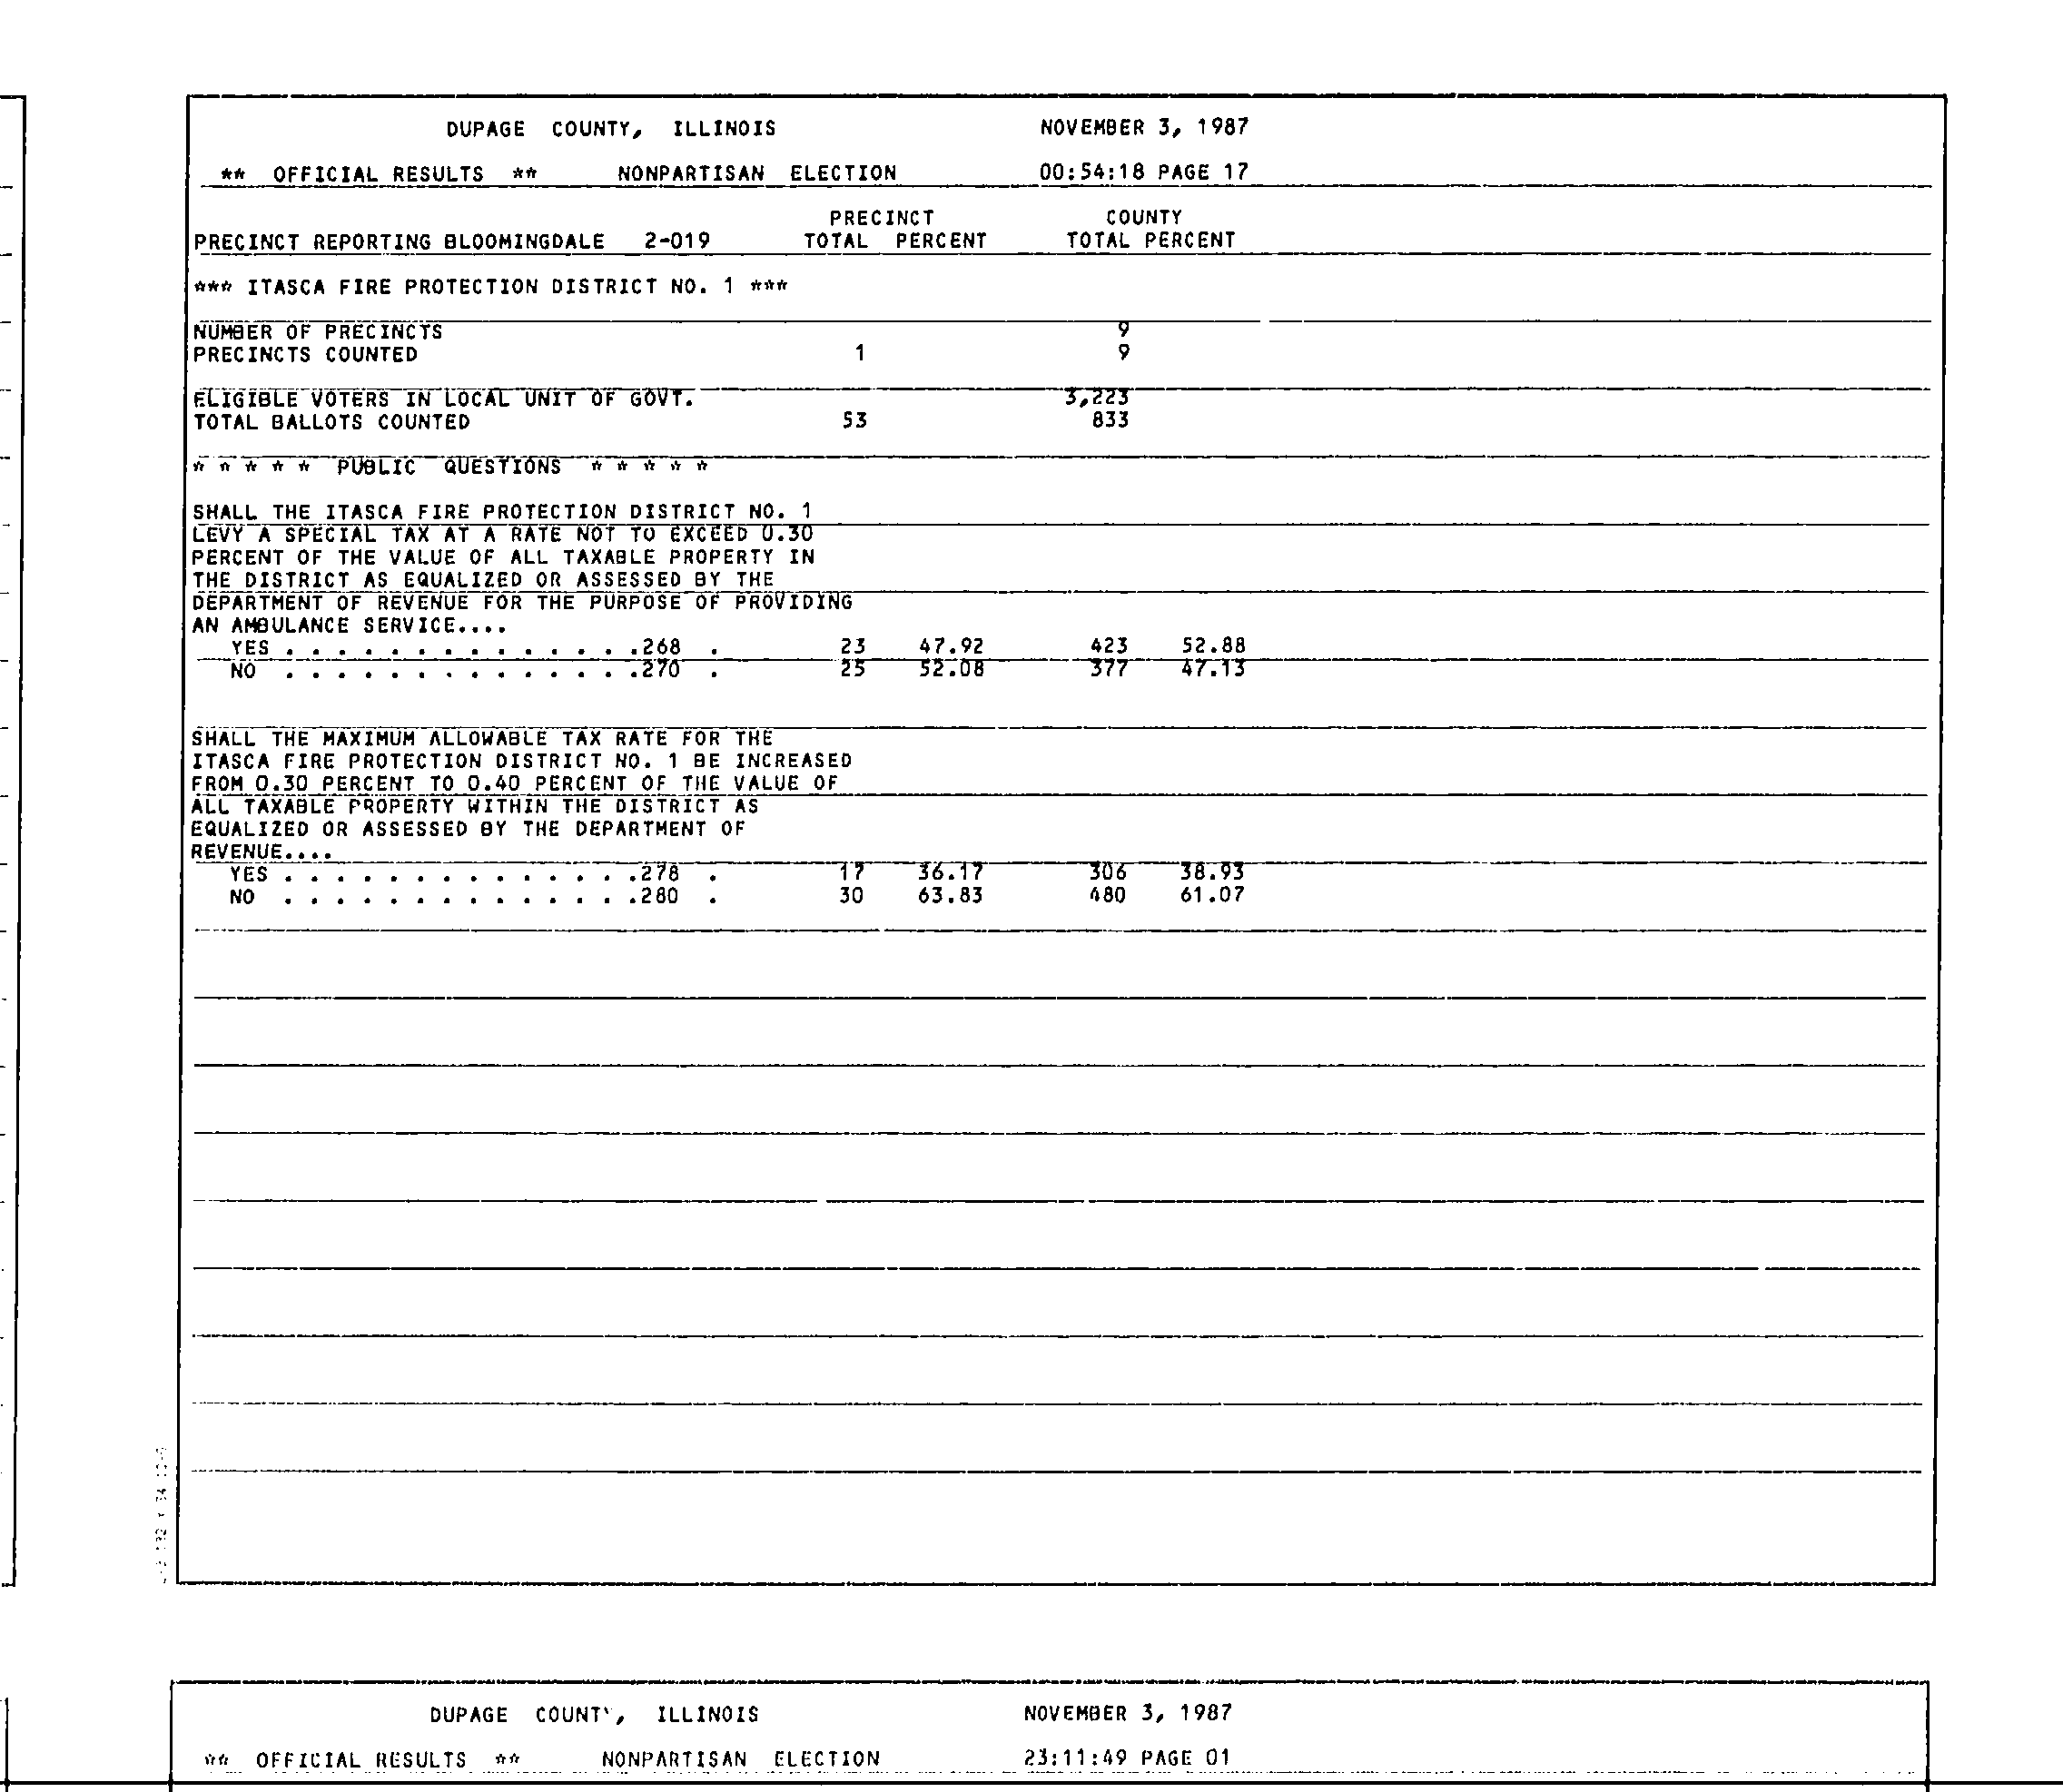 DUPAGE COUNTY, ILLINOIS NOVEMBER 3, 1987
** OFFICIAL RESULTS ** NONPARTISAN ELECTION 00:54:18 PAGE 17
PRECINCT COUNTY
PRECINCT REPORTING BLOOMINGDALE 2-019 TOTAL PERCENT TOTAL PERCENT
*** ITASCA FIRE PROTECTION DISTRICT NO. 1 ***
NUMBER OF PRECINCTS 9
PRECINCTS COUNTED 1 9
ELIGIBLE VOTERS IN LOCAL UNIT OF GOVT. 3,223
TOTAL BALLOTS COUNTED 53 833
* * * * * PUBLIC QUESTIONS * * * * *
SHALL THE ITASCA FIRE PROTECTION DISTRICT NO. 1
LEVY A SPECIAL TAX AT A RATE NOT TO EXCEED 0.30
PERCENT OF THE VALUE OF ALL TAXABLE PROPERTY IN
THE DISTRICT AS EQUALIZED OR ASSESSED BY THE
DEPARTMENT OF REVENUE FOR THE PURPOSE OF PROVIDING
AN AMBULANCE SERVICE....
YES . . . . . . . . . . . . . .268 . 23 47.92 423 52.88
NO . . . . . . . . . . . . . .270 . 25 52.08 377 47.13
SHALL THE MAXIMUM ALLOWABLE TAX RATE FOR THE
ITASCA FIRE PROTECTION DISTRICT NO. 1 BE INCREASED
FROM 0.30 PERCENT TO 0.40 PERCENT OF THE VALUE OF
ALL TAXABLE PROPERTY WITHIN THE DISTRICT AS
EQUALIZED OR ASSESSED BY THE DEPARTMENT OF
REVENUE....
YES . . . . . . . . . . . . . .278 . 17 36.17 306 38.93
NO . . . . . . . . . . . . . .280 . 30 63.83 480 61.07
DUPAGE COUNTY, ILLINOIS NOVEMBER 3, 1987
** OFFICIAL RESULTS ** NONPARTISAN ELECTION 23:11:49 PAGE 01